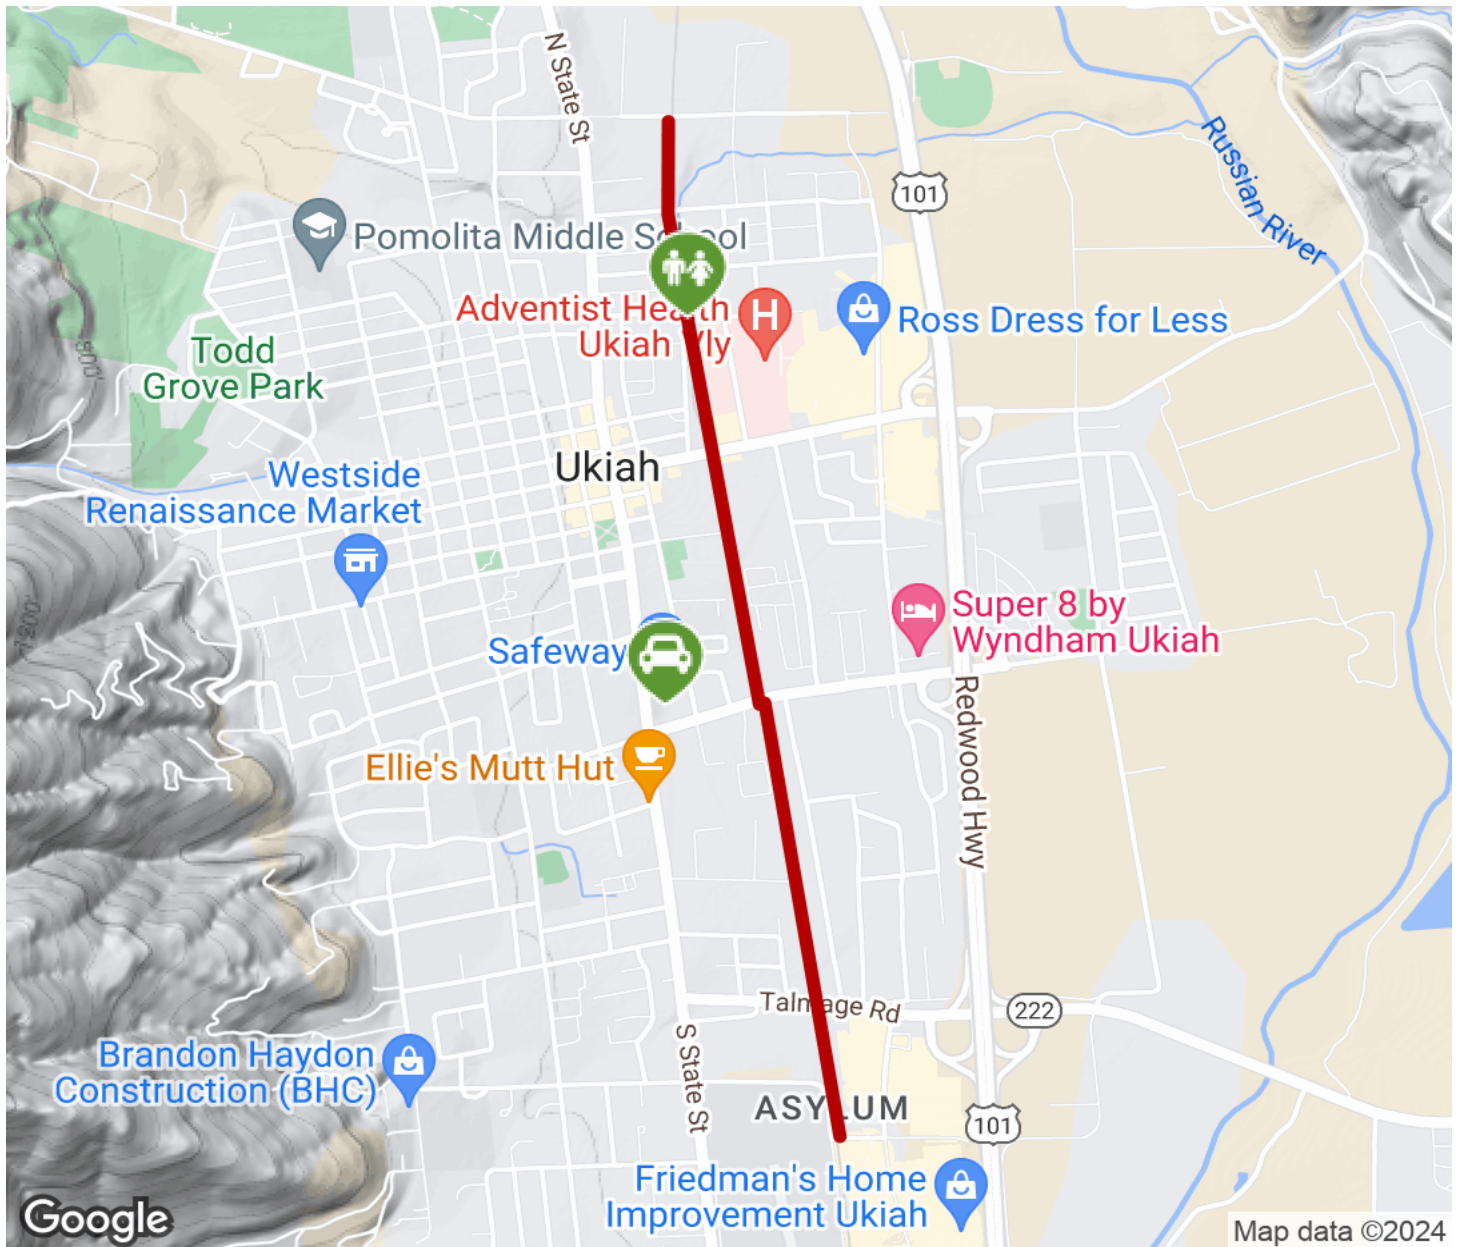 N State St
101
Russian River
Pomolita Middle School
Adventist Health
Ukiah Vly
H
Ross Dress for Less
500'
Todd
Grove Park
Ukiah
Westside
Renaissance Market
1200'
Super 8 by
Wyndham Ukiah
Safeway
Redwood Hwy
Ellie's Mutt Hut
Talmage Rd
222
S State St
Brandon Haydon
Construction (BHC)
ASYLUM
101
Friedman's Home
Improvement Ukiah
Google
Map data ©2024